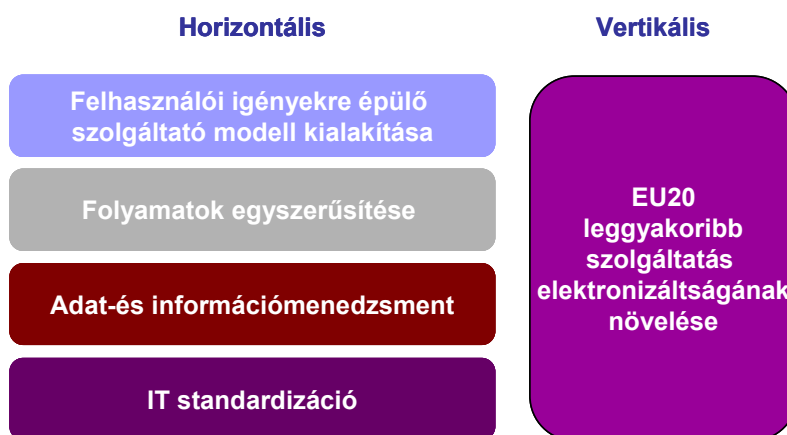 Horizontális
Vertikális
Felhasználói igényekre épülő
szolgáltató modell kialakítása
Folyamatok egyszerűsítése
Adat-és információmenedzsment
IT standardizáció
EU20
leggyakoribb
szolgáltatás
elektronizáltságának
növelése